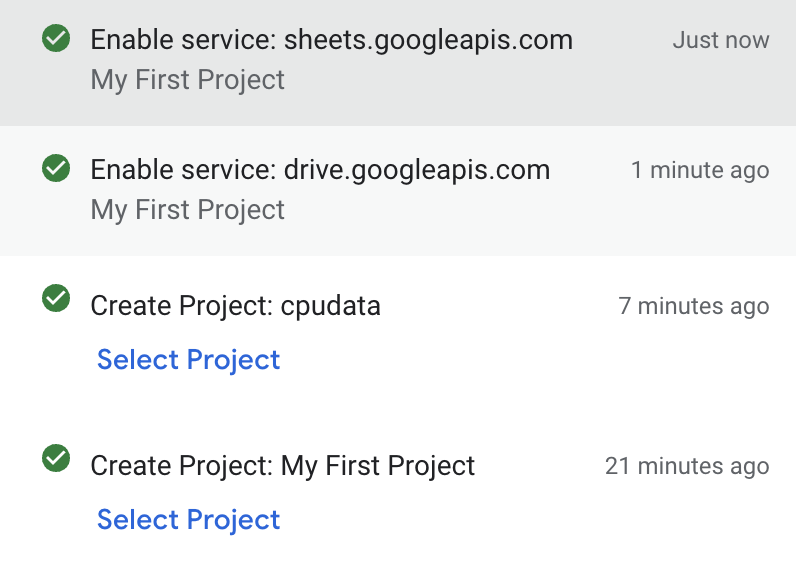 Enable service: sheets.googleapis.com Just now
My First Project
Enable service: drive.googleapis.com 1 minute ago
My First Project
Create Project: cpudata 7 minutes ago
Select Project
Create Project: My First Project 21 minutes ago
Select Project